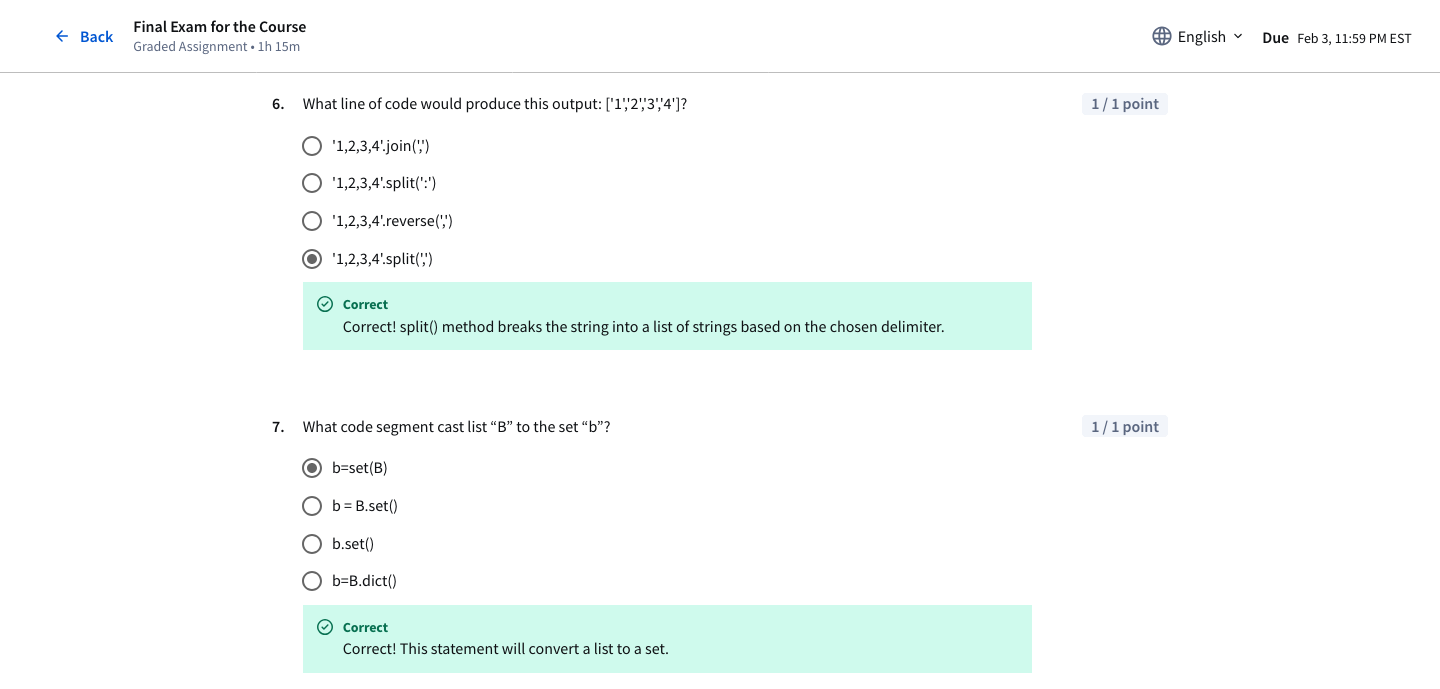 Back
Final Exam for the Course
Graded Assignment • 1h 15m
English
Due Feb 3, 11:59 PM EST
6. What line of code would produce this output: ['1','2','3','4']?
1 / 1 point
'1,2,3,4'.join(',')
'1,2,3,4'.split(':')
'1,2,3,4'.reverse(',')
'1,2,3,4'.split(',')
Correct
Correct! split() method breaks the string into a list of strings based on the chosen delimiter.
7. What code segment cast list “B” to the set “b”?
1 / 1 point
b=set(B)
b = B.set()
b.set()
b=B.dict()
Correct
Correct! This statement will convert a list to a set.